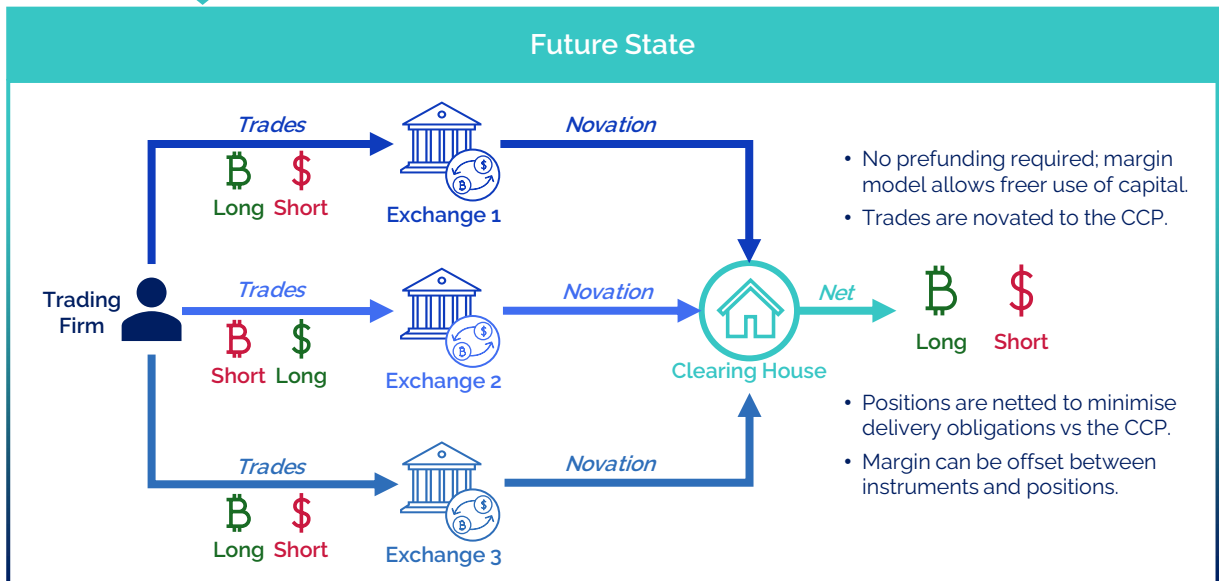 Future State
Trades
Novation
Long Short
Exchange 1
• No prefunding required; margin
model allows freer use of capital.
• Trades are novated to the CCP.
Trading
Firm
Trades
Novation
Net
Short Long
Exchange 2
Clearing House
Long Short
• Positions are netted to minimise
delivery obligations vs the CCP.
• Margin can be offset between
instruments and positions.
Trades
Novation
Long Short
Exchange 3